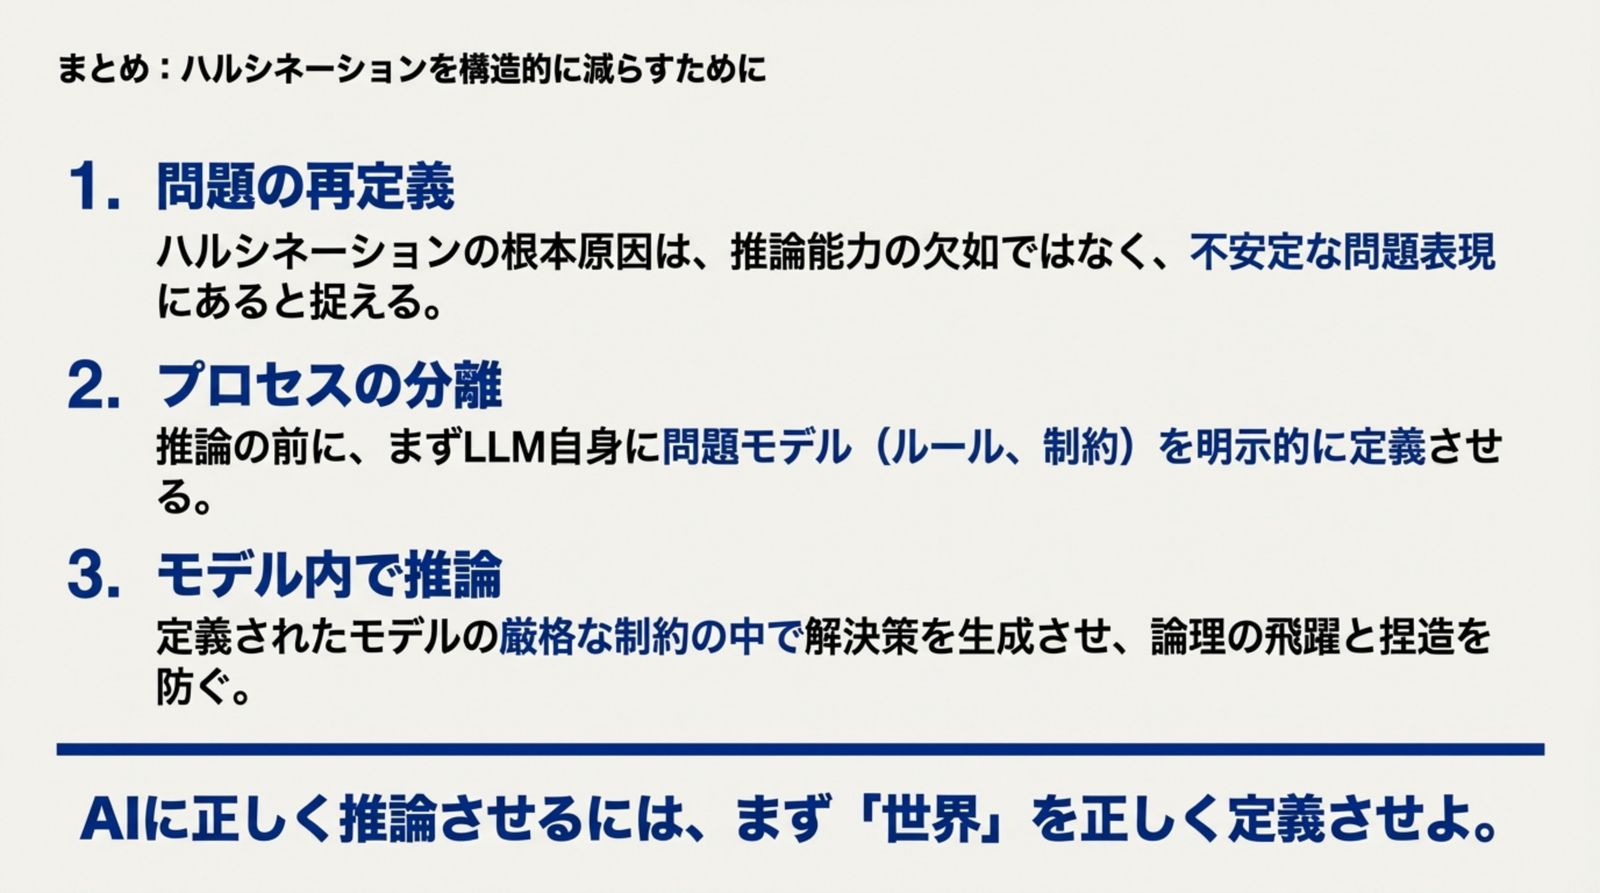 まとめ：ハルシネーションを構造的に減らすために
1. 問題の再定義
ハルシネーションの根本原因は、推論能力の欠如ではなく、不安定な問題表現
にあると捉える。
2. プロセスの分離
推論の前に、まずLLM自身に問題モデル（ルール、制約）を明示的に定義させ
る。
3. モデル内で推論
定義されたモデルの厳格な制約の中で解決策を生成させ、論理の飛躍と捏造を
防ぐ。
AIに正しく推論させるには、まず「世界」を正しく定義させよ。